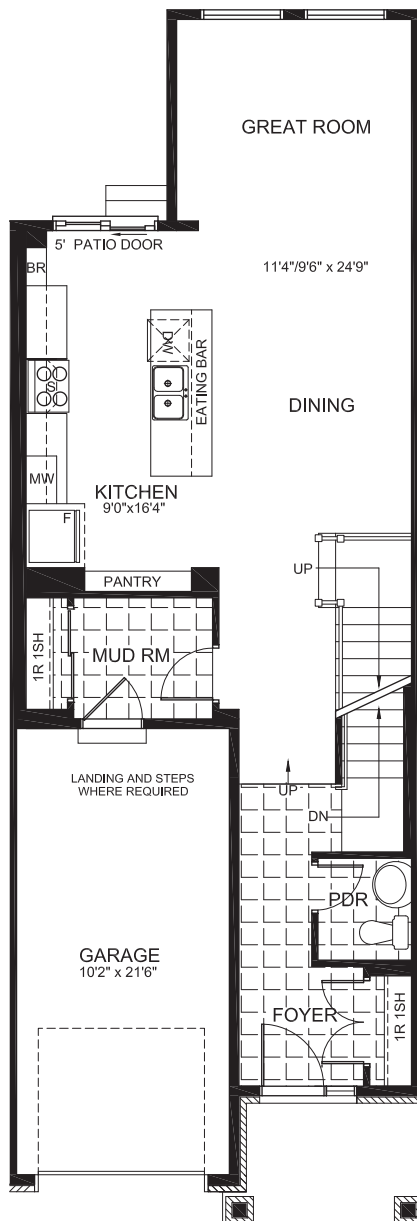 GREAT ROOM
5' PATIO DOOR
BR
11'4"/9'6" x 24'9"
DW
EATING BAR
S
DINING
MW
KITCHEN
9'0"x16'4"
F
UP
PANTRY
MUD RM
1R 1SH
LANDING AND STEPS
WHERE REQUIRED
UP
DN
PDR
GARAGE
10'2" x 21'6"
FOYER
1R 1SH